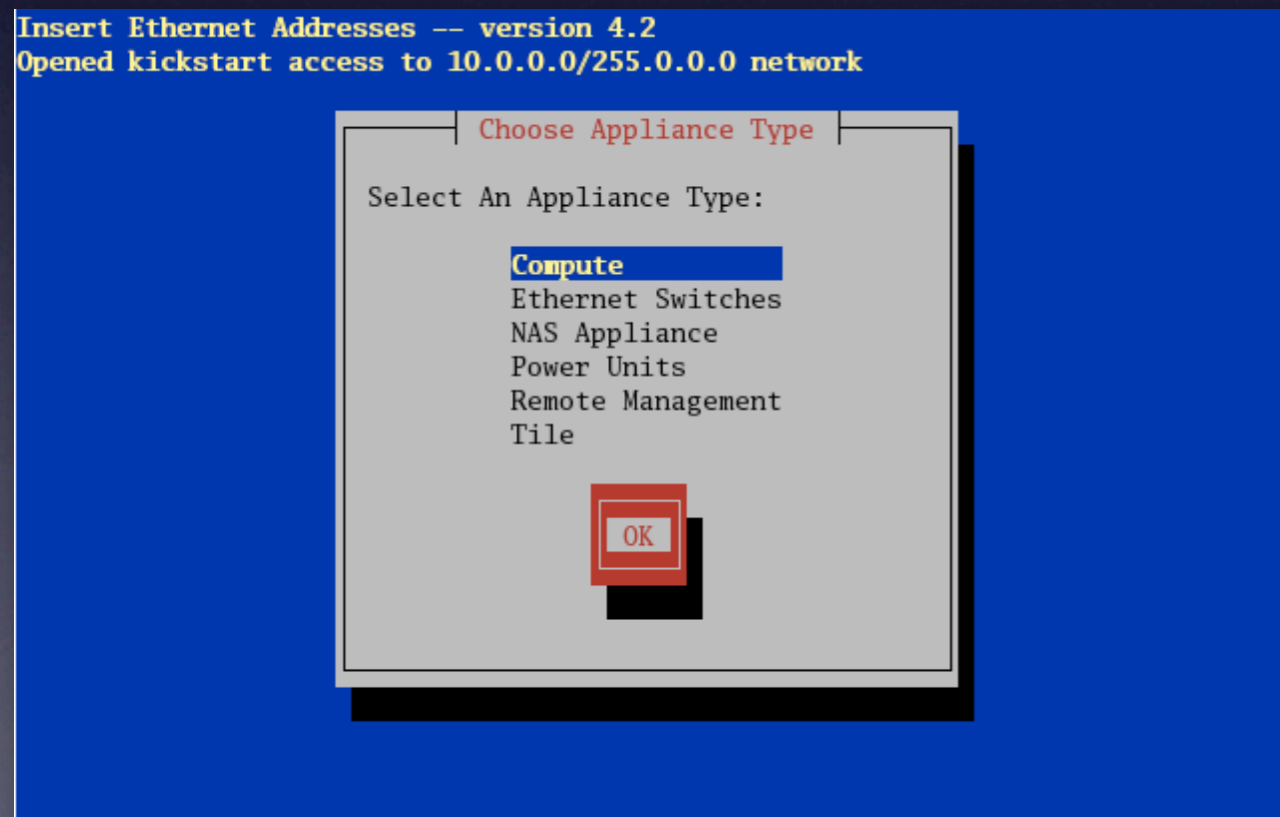 Insert Ethernet Addresses -- version 4.2
Opened kickstart access to 10.0.0.0/255.0.0.0 network
Choose Appliance Type
Select An Appliance Type:
Compute
Ethernet Switches
NAS Appliance
Power Units
Remote Management
Tile
OK